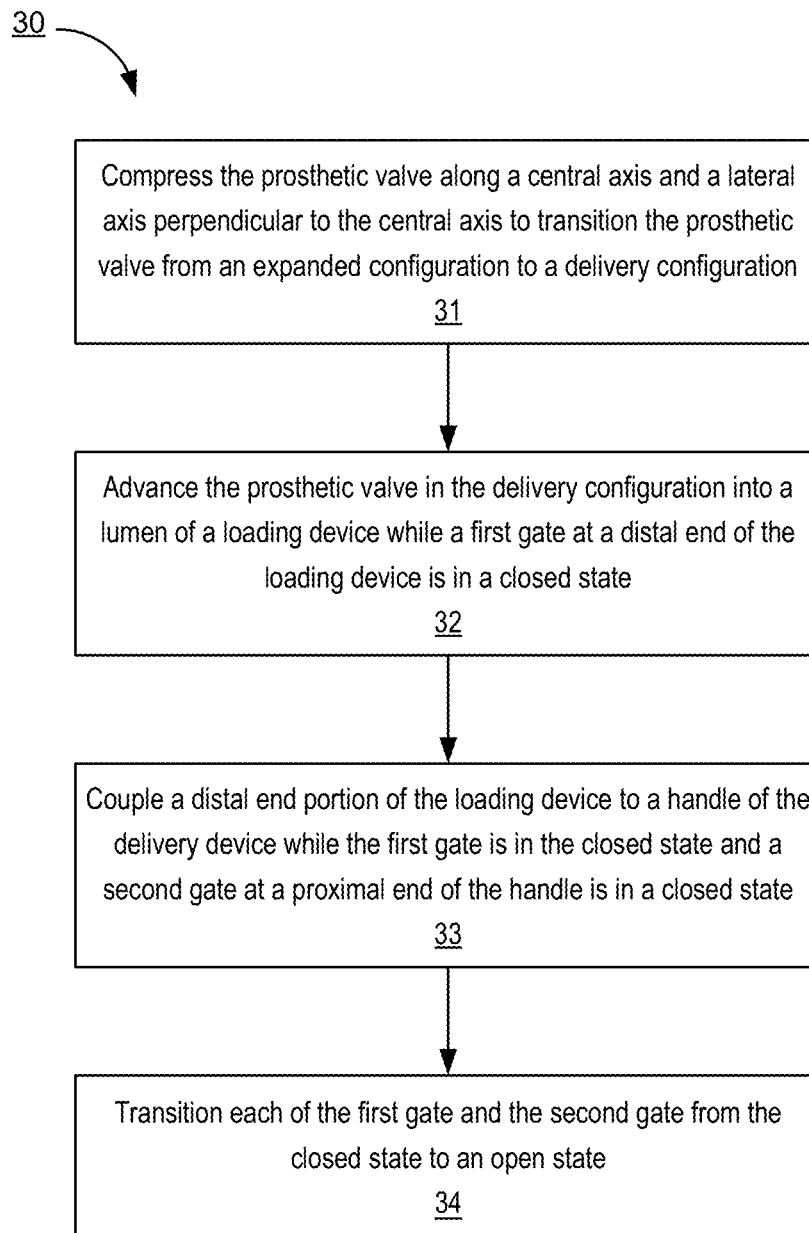 30
Compress the prosthetic valve along a central axis and a lateral
axis perpendicular to the central axis to transition the prosthetic
valve from an expanded configuration to a delivery configuration
31
Advance the prosthetic valve in the delivery configuration into a
lumen of a loading device while a first gate at a distal end of the
loading device is in a closed state
32
Couple a distal end portion of the loading device to a handle of the
delivery device while the first gate is in the closed state and a
second gate at a proximal end of the handle is in a closed state
33
Transition each of the first gate and the second gate from the
closed state to an open state
34